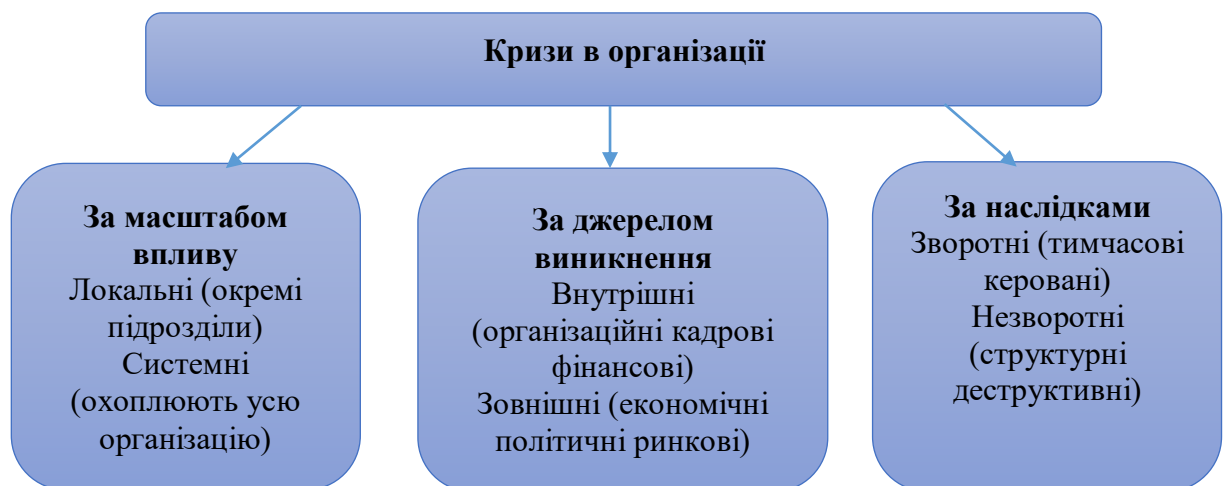 Кризи в організації
За масштабом
впливу
Локальні (окремі
підрозділи)
Системні
(охоплюють усю
організацію)
За джерелом
виникнення
Внутрішні
(організаційні кадрові
фінансові)
Зовнішні (економічні
політичні ринкові)
За наслідками
Зворотні (тимчасові
керовані)
Незворотні
(структурні
деструктивні)